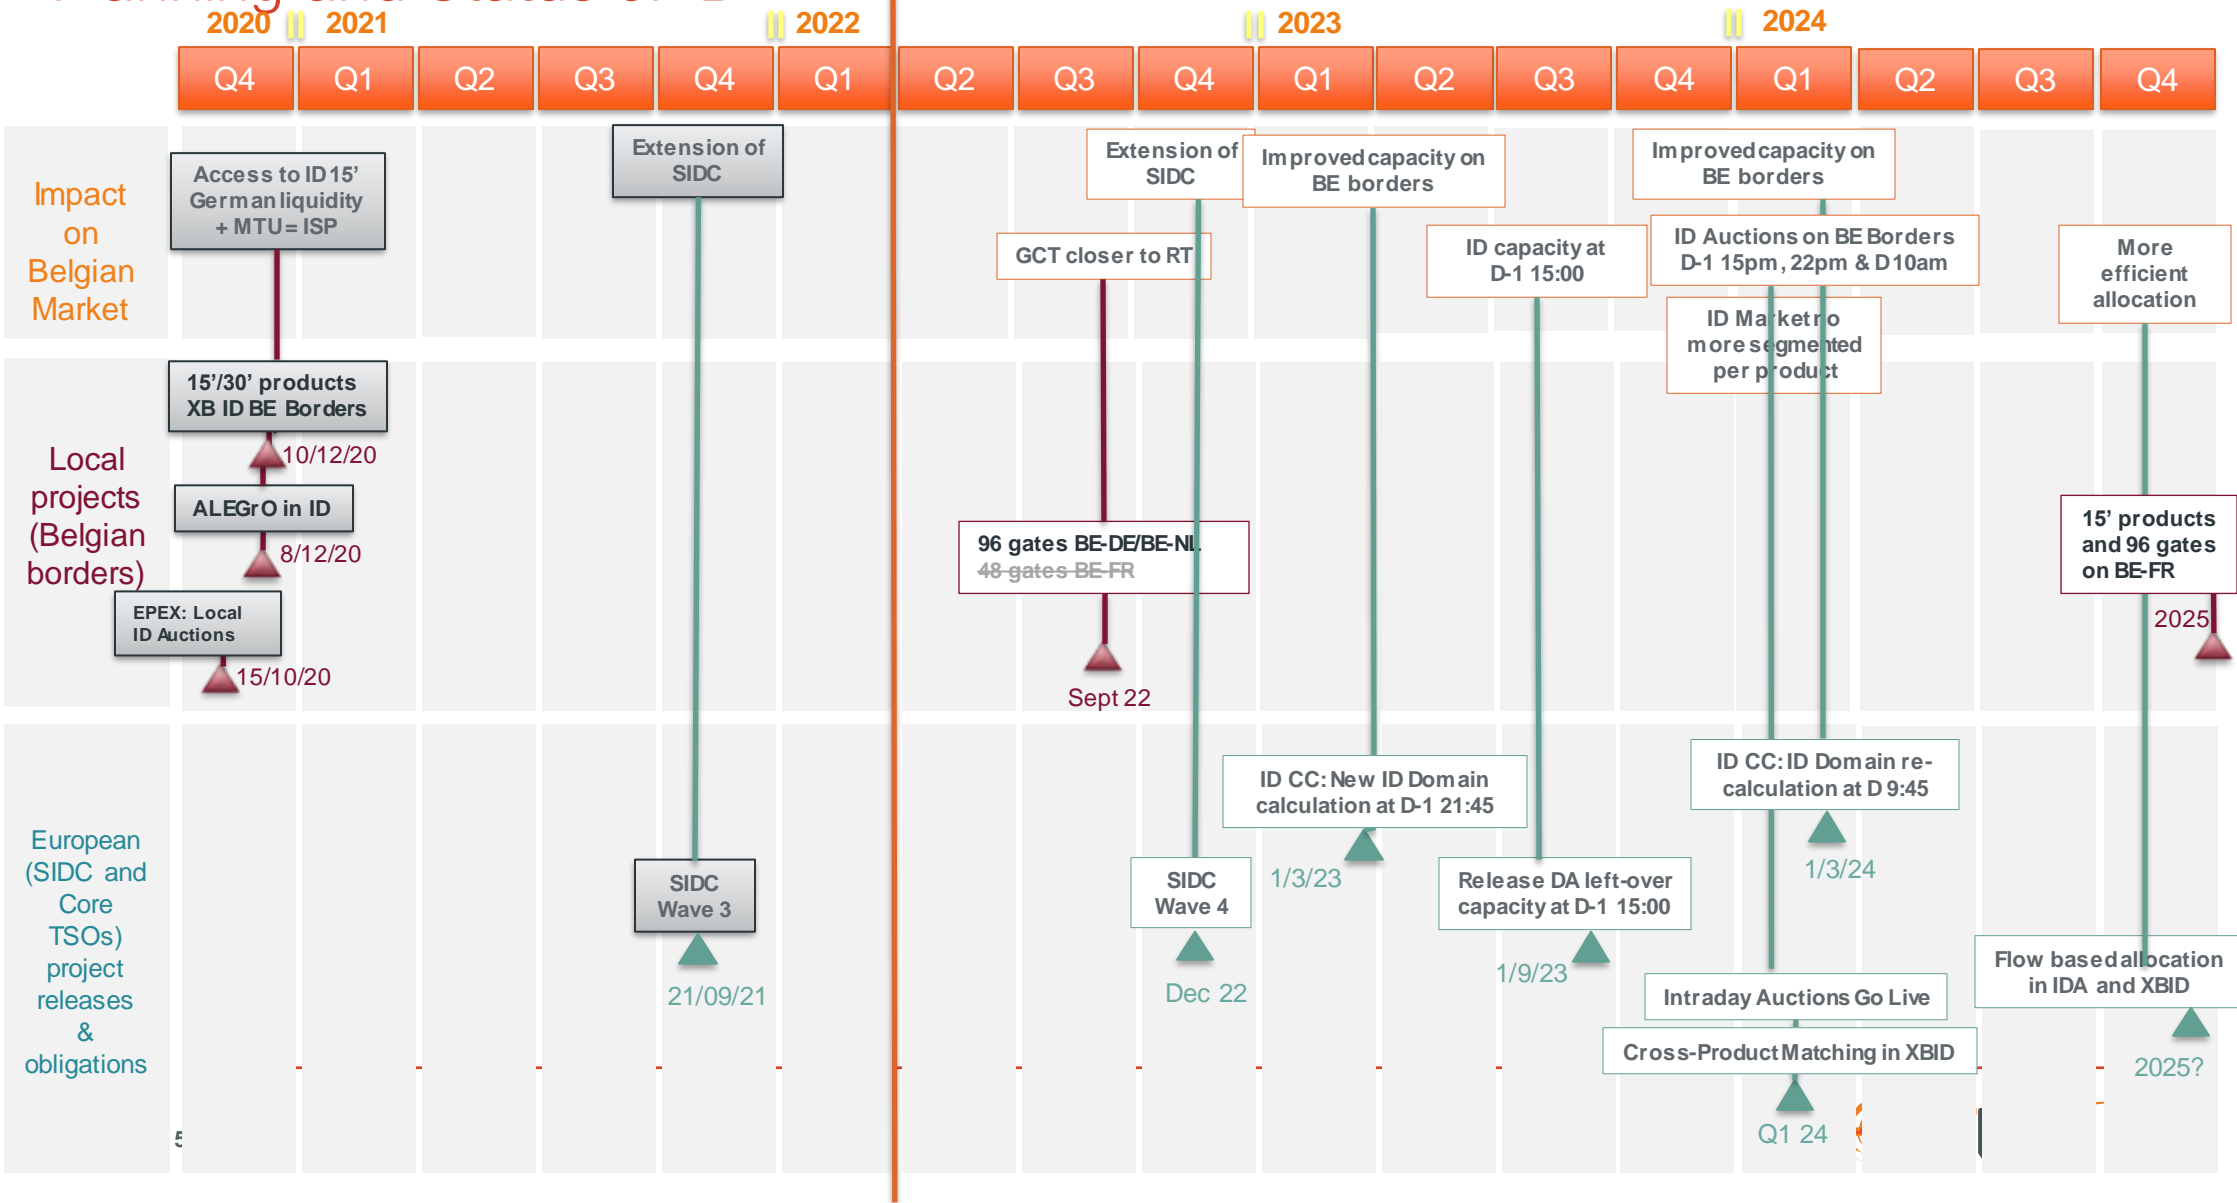 2020
2021
2022
2023
2024
Q4
Q1
Q2
Q3
Q4
Q1
Q2
Q3
Q4
Q1
Q2
Q3
Q4
Q1
Q2
Q3
Q4
Impact
on
Belgian
Market
Access to ID 15’
German liquidity
+ MTU= ISP
Extension of
SIDC
Extension of
SIDC
Improved capacity on
BE borders
Improved capacity on
BE borders
GCT closer to RT
ID capacity at
D-1 15:00
ID Auctions on BE Borders
D-1 15pm, 22pm & D 10am
ID Market no
more segmented
per product
More
efficient
allocation
Local
projects
(Belgian
borders)
15’/30’ products
XB ID BE Borders
10/12/20
ALEGrO in ID
8/12/20
EPEX: Local
ID Auctions
15/10/20
96 gates BE-DE/BE-NL
48 gates BE-FR
Sept 22
15’ products
and 96 gates
on BE-FR
2025
European
(SIDC and
Core
TSOs)
project
releases
&
obligations
SIDC
Wave 3
21/09/21
SIDC
Wave 4
Dec 22
ID CC: New ID Domain
calculation at D-1 21:45
1/3/23
Release DA left-over
capacity at D-1 15:00
1/9/23
ID CC: ID Domain re-
calculation at D 9:45
1/3/24
Intraday Auctions Go Live
Cross-Product Matching in XBID
Q1 24
Flow based allocation
in IDA and XBID
2025?